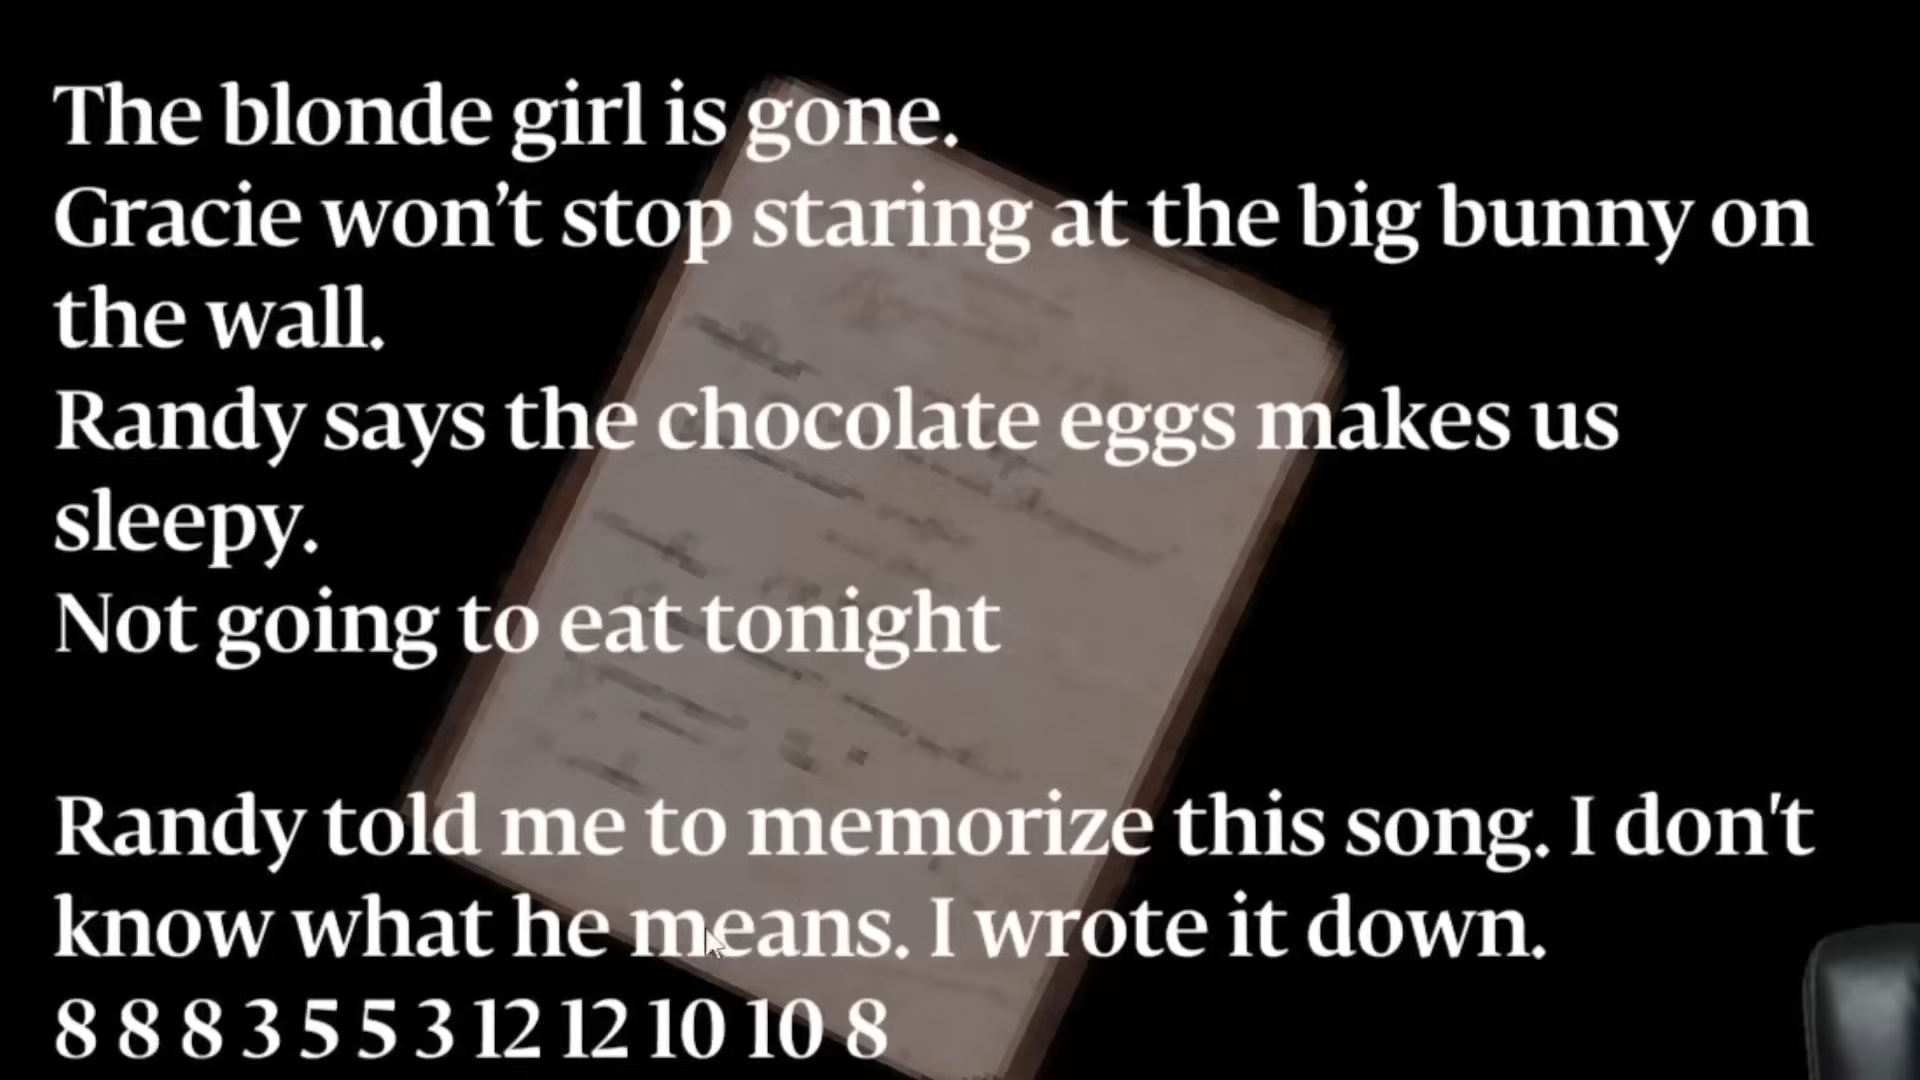 The blonde girl is gone.
Gracie won’t stop staring at the big bunny on
the wall.
Randy says the chocolate eggs makes us
sleepy.
Not going to eat tonight
Randy told me to memorize this song. I don't
know what he means. I wrote it down.
8 8 8 3 5 5 3 12 12 10 10 8